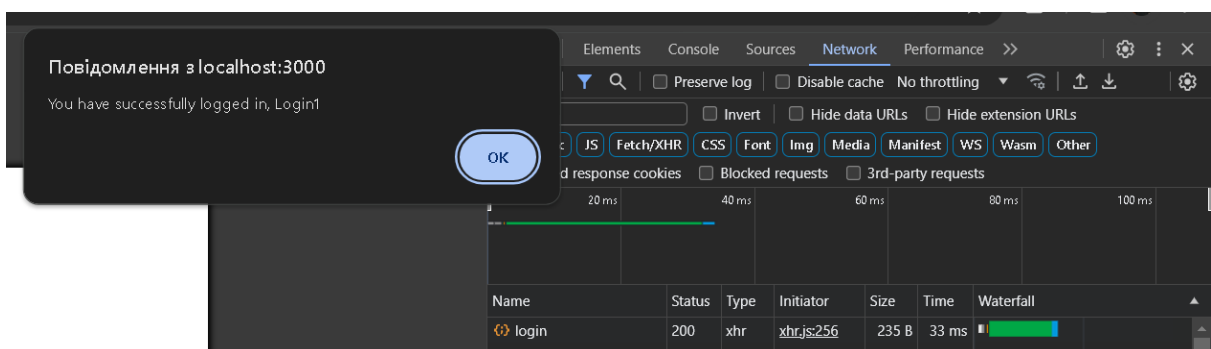 Повідомлення з localhost:3000
You have successfully logged in, Login1
OK
Elements Console Sources Network Performance
Preserve log Disable cache No throttling
Invert Hide data URLs Hide extension URLs
JS Fetch/XHR CSS Font Img Media Manifest WS Wasm Other
response cookies Blocked requests 3rd-party requests
20 ms 40 ms 60 ms 80 ms 100 ms
Name Status Type Initiator Size Time Waterfall
login 200 xhr xhr.js:256 235 B 33 ms